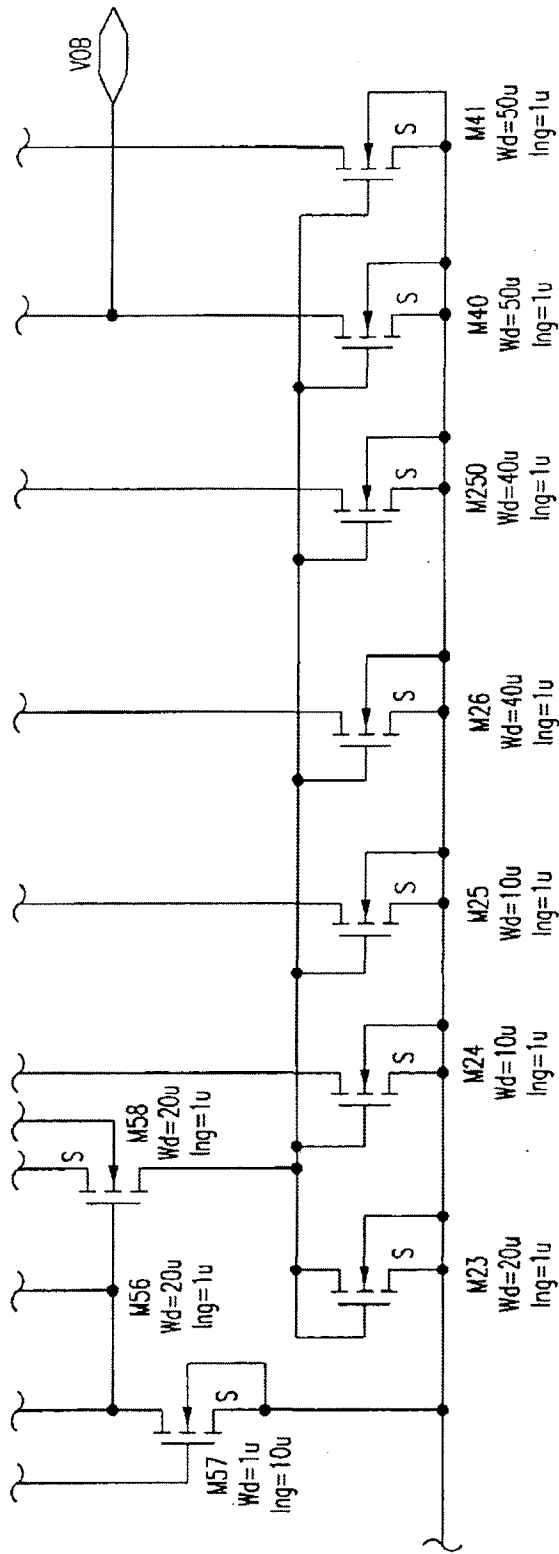 VOB
S
M58
Wd=20u
lng=1u
M56
Wd=20u
lng=1u
S
M57
Wd=1u
lng=10u
S
M23
Wd=20u
lng=1u
S
M24
Wd=10u
lng=1u
S
M25
Wd=10u
lng=1u
S
M26
Wd=40u
lng=1u
S
M250
Wd=40u
lng=1u
S
M40
Wd=50u
lng=1u
S
M41
Wd=50u
lng=1u